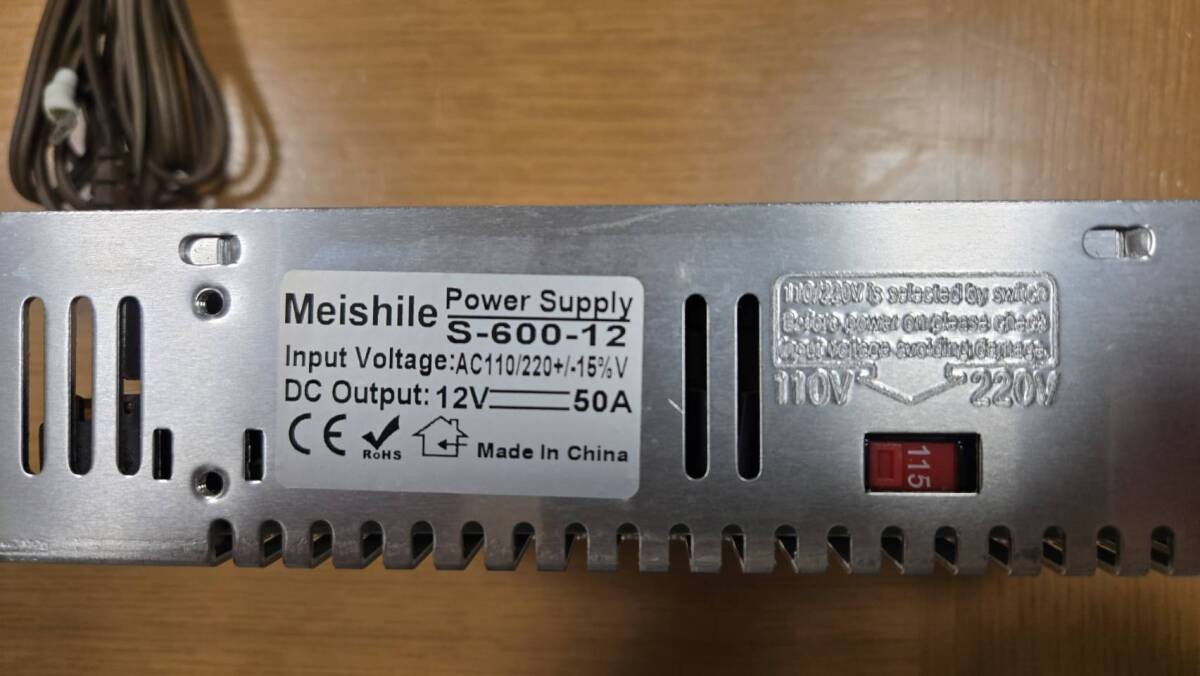 Meishile Power Supply
S-600-12
Input Voltage:AC110/220+/-15%V
DC Output: 12V 50A
CE RoHS Made In China
110/220V is selected by switch
Before power on please check
input voltage avoiding damage.
110V 220V
115